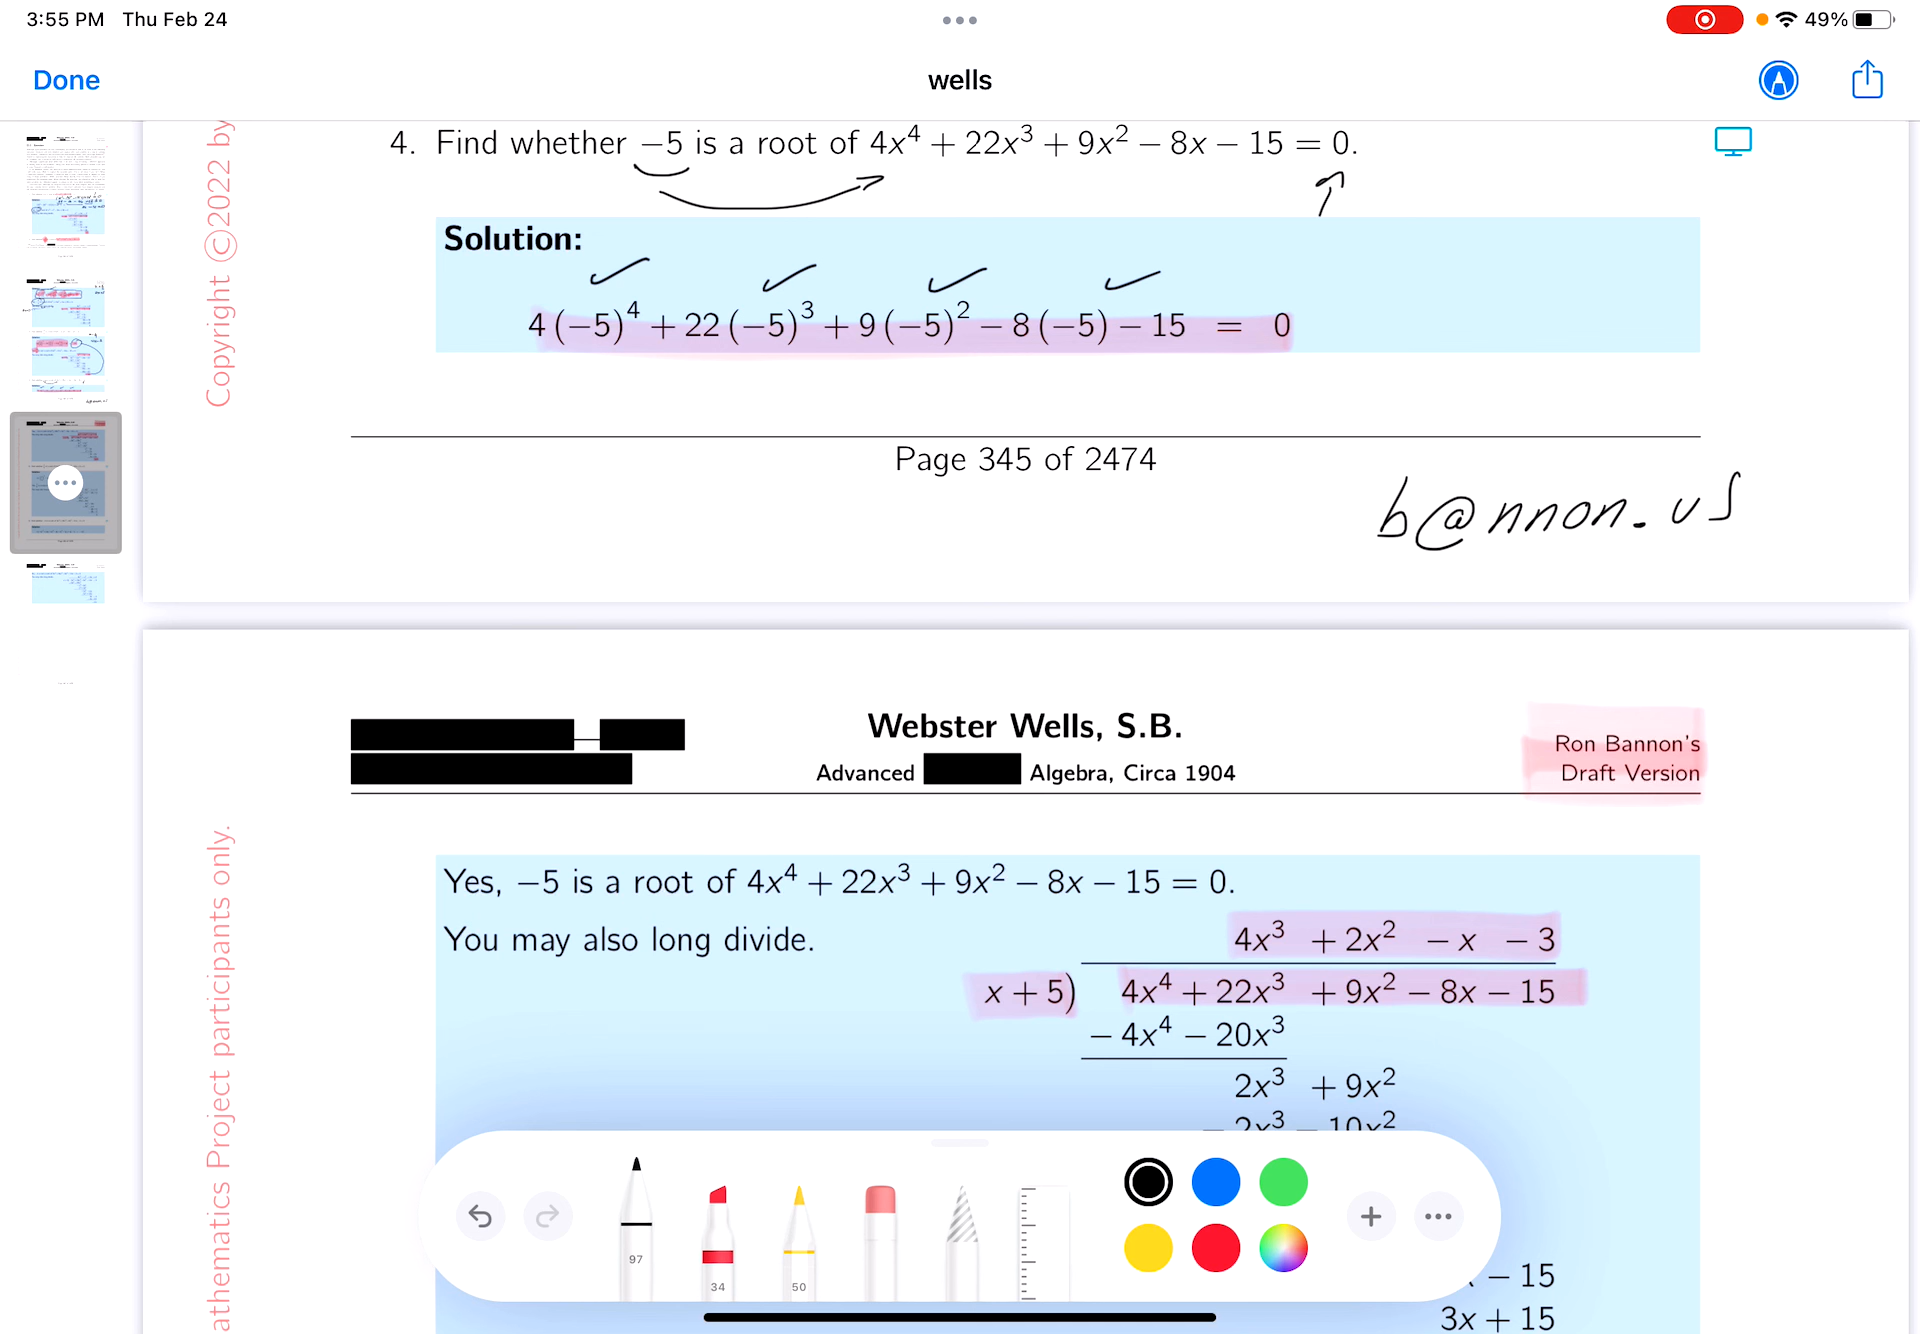 3:55 PM Thu Feb 24
49%
Done
wells
Copyright ©2022 by
4. Find whether −5 is a root of 4x⁴ + 22x³ + 9x² − 8x − 15 = 0.
Solution:
4 (−5)⁴ + 22 (−5)³ + 9 (−5)² − 8 (−5) − 15 = 0
Page 345 of 2474
b@nnon.us
Webster Wells, S.B.
Advanced Algebra, Circa 1904
Ron Bannon's
Draft Version
athematics Project participants only.
Yes, −5 is a root of 4x⁴ + 22x³ + 9x² − 8x − 15 = 0.
You may also long divide.
4x³ + 2x² − x − 3
x + 5) 4x⁴ + 22x³ + 9x² − 8x − 15
− 4x⁴ − 20x³
2x³ + 9x²
− 2x³ − 10x²
97
34
50
− 15
3x + 15